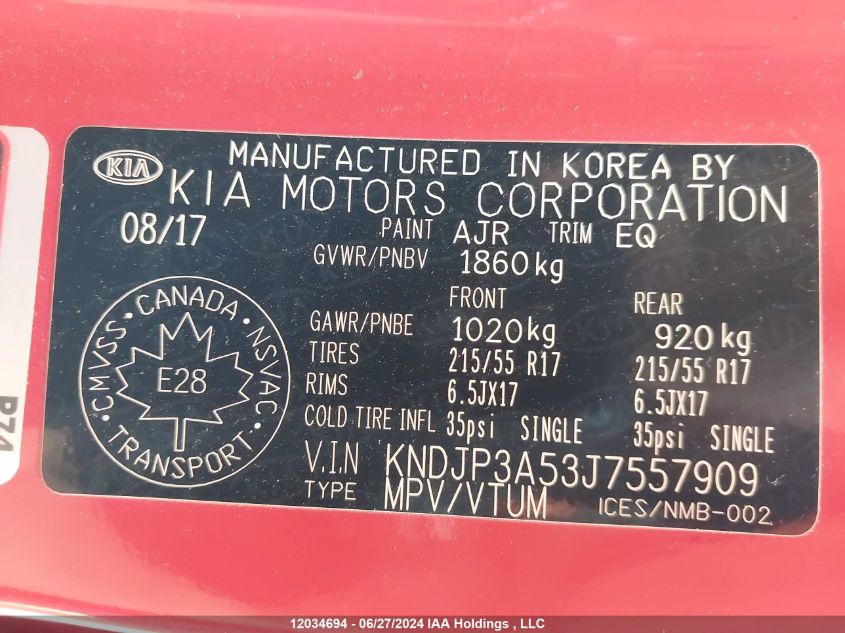 KIA MANUFACTURED IN KOREA BY
KIA MOTORS CORPORATION
08/17 PAINT AJR TRIM EQ
GVWR/PNBV 1860kg
FRONT REAR
GAWR/PNBE 1020kg 920kg
TIRES 215/55 R17 215/55 R17
RIMS 6.5JX17 6.5JX17
COLD TIRE INFL 35psi SINGLE 35psi SINGLE
V.I.N KNDJP3A53J7557909
TYPE MPV/VTUM ICES/NMB-002
CMVSS • CANADA • NSVAC • TRANSPORT •
E28
12034694 - 06/27/2024 IAA Holdings , LLC